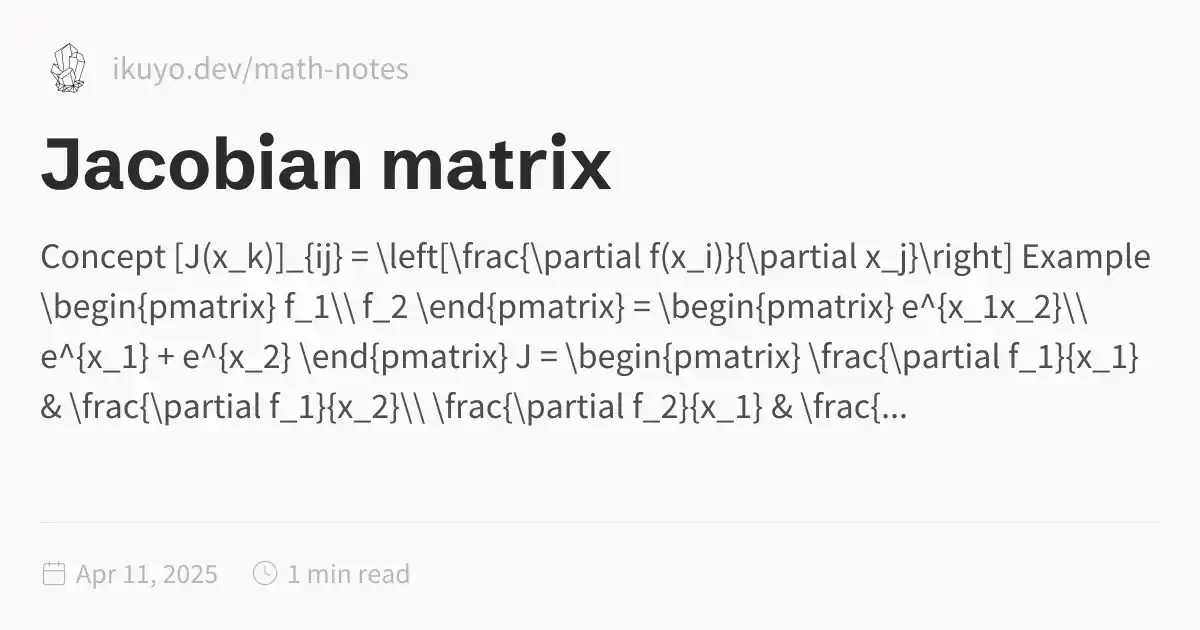 ikuyo.dev/math-notes
Jacobian matrix
Concept [J(x_k)]_{ij} = \left[\frac{\partial f(x_i)}{\partial x_j}\right] Example
\begin{pmatrix} f_1\\ f_2 \end{pmatrix} = \begin{pmatrix} e^{x_1x_2}\\
e^{x_1} + e^{x_2} \end{pmatrix} J = \begin{pmatrix} \frac{\partial f_1}{x_1}
& \frac{\partial f_1}{x_2}\\ \frac{\partial f_2}{x_1} & \frac{...
Apr 11, 2025 1 min read